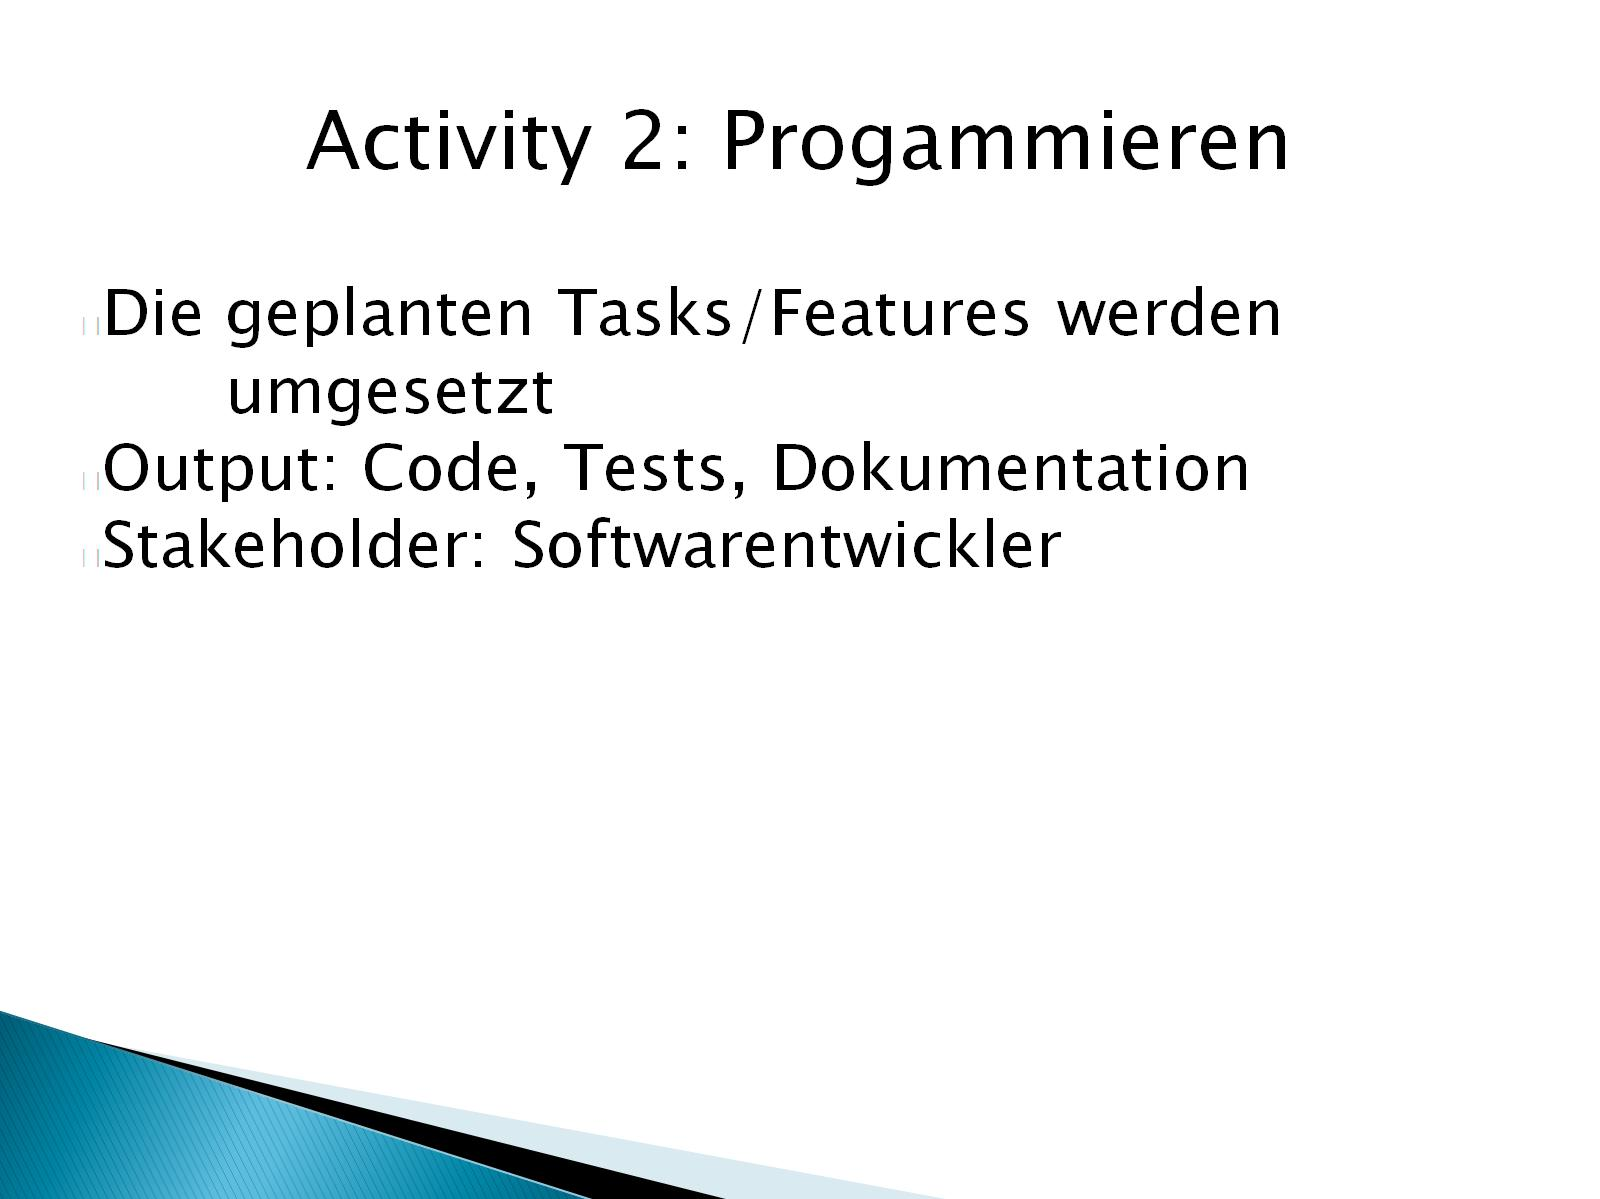 Activity 2: Progammieren
Die geplanten Tasks/Features werden
umgesetzt
Output: Code, Tests, Dokumentation
Stakeholder: Softwarentwickler